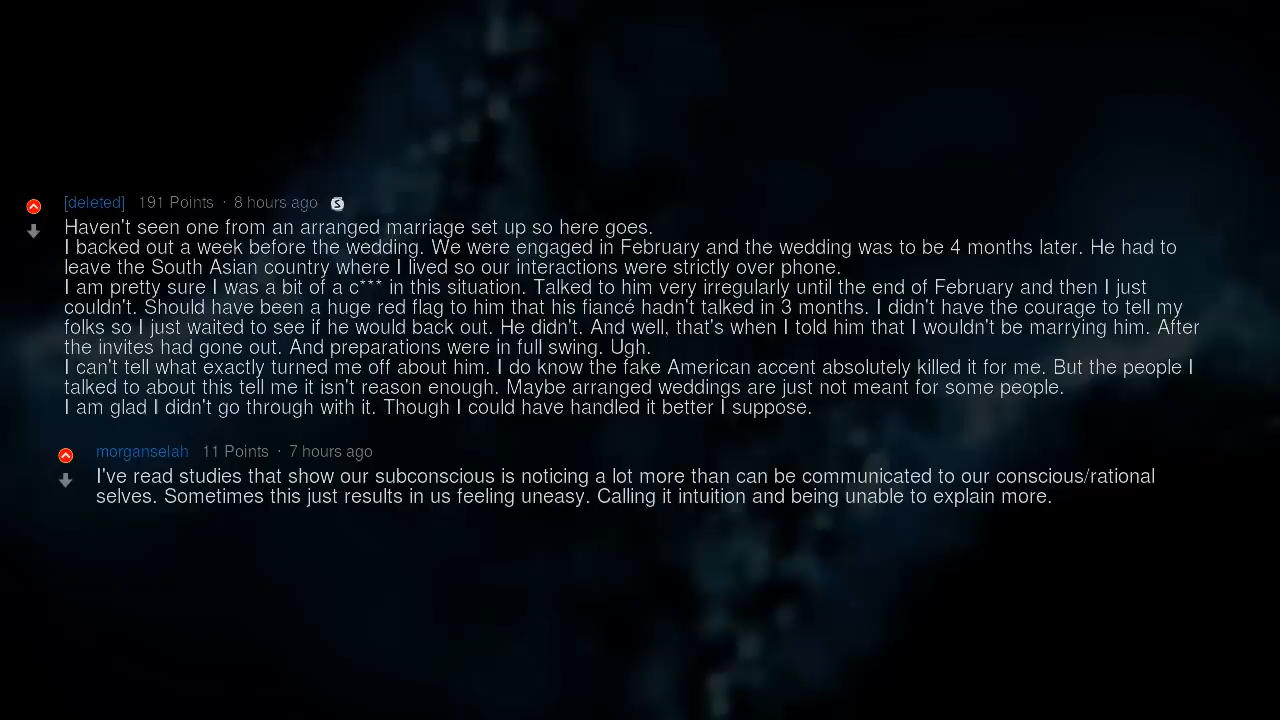 [deleted] 191 Points · 8 hours ago S
Haven't seen one from an arranged marriage set up so here goes.
I backed out a week before the wedding. We were engaged in February and the wedding was to be 4 months later. He had to
leave the South Asian country where I lived so our interactions were strictly over phone.
I am pretty sure I was a bit of a c*** in this situation. Talked to him very irregularly until the end of February and then I just
couldn't. Should have been a huge red flag to him that his fiancé hadn't talked in 3 months. I didn't have the courage to tell my
folks so I just waited to see if he would back out. He didn't. And well, that's when I told him that I wouldn't be marrying him. After
the invites had gone out. And preparations were in full swing. Ugh.
I can't tell what exactly turned me off about him. I do know the fake American accent absolutely killed it for me. But the people I
talked to about this tell me it isn't reason enough. Maybe arranged weddings are just not meant for some people.
I am glad I didn't go through with it. Though I could have handled it better I suppose.
morganselah 11 Points · 7 hours ago
I've read studies that show our subconscious is noticing a lot more than can be communicated to our conscious/rational
selves. Sometimes this just results in us feeling uneasy. Calling it intuition and being unable to explain more.